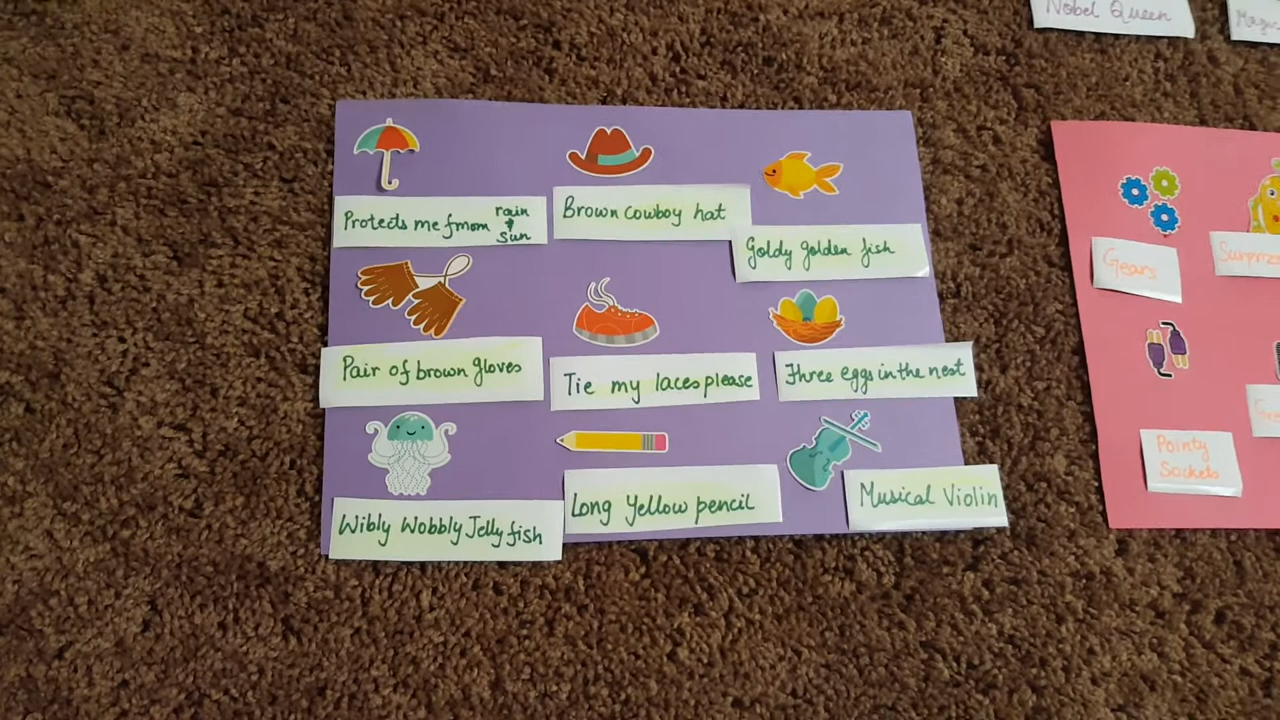 Nobel Queen
Protects me fmom rain
& sun
Brown cowboy hat
Goldy golden fish
Gears
Pair of brown gloves
Tie my laces please
Three eggs in the nest
Pointy
Sockets
Wibly Wobbly Jelly fish
Long Yellow pencil
Musical Violin